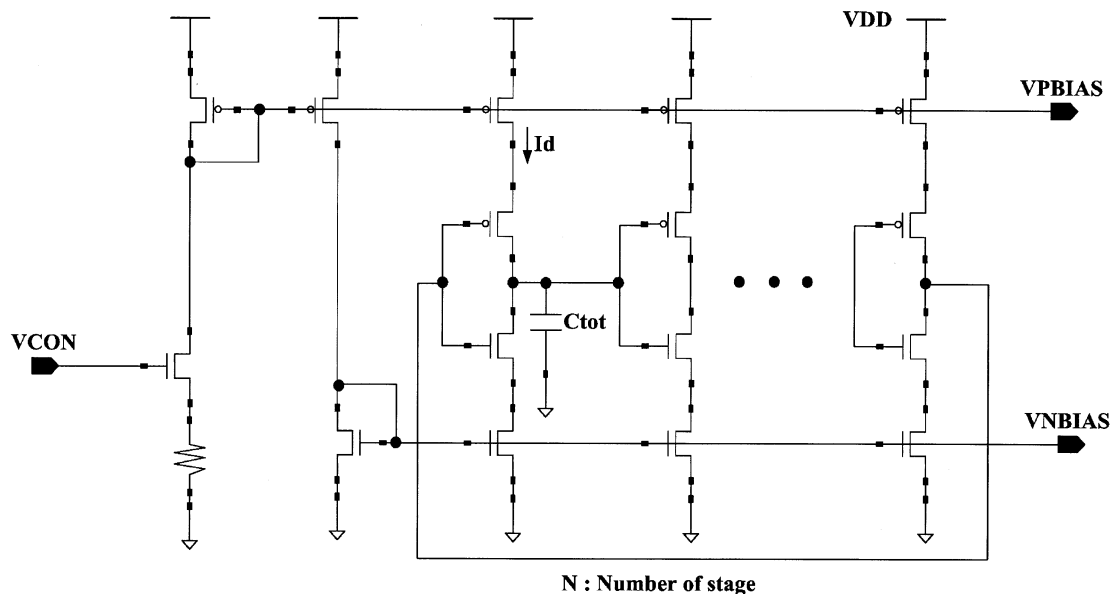 VDD
VPBIAS
Id
Ctot
VCON
VNBIAS
N : Number of stage